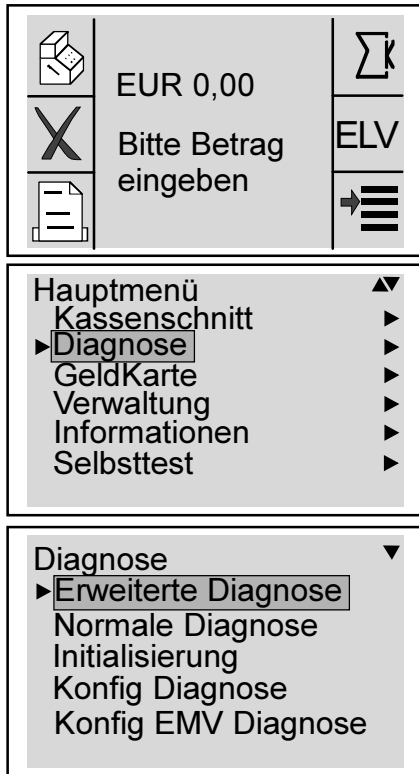 EUR 0,00
Bitte Betrag
eingeben
ELV
Hauptmenü
Kassenschnitt
Diagnose
GeldKarte
Verwaltung
Informationen
Selbsttest
Diagnose
Erweiterte Diagnose
Normale Diagnose
Initialisierung
Konfig Diagnose
Konfig EMV Diagnose